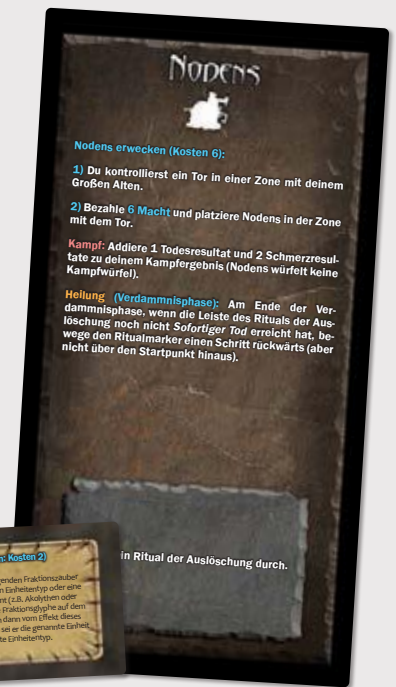 NODENS
Nodens erwecken (Kosten 6):
1) Du kontrollierst ein Tor in einer Zone mit deinem
Großen Alten.
2) Bezahle 6 Macht und platziere Nodens in der Zone
mit dem Tor.
Kampf: Addiere 1 Todesresultat und 2 Schmerzresul-
tate zu deinem Kampfergebnis (Nodens würfelt keine
Kampfwürfel).
Heilung (Verdammnisphase): Am Ende der Ver-
dammnisphase, wenn die Leiste des Rituals der Aus-
löschung noch nicht Sofortiger Tod erreicht hat, be-
wege den Ritualmarker einen Schritt rückwärts (aber
nicht über den Startpunkt hinaus).
in Ritual der Auslöschung durch.
n: Kosten 2)
genden Fraktionszauber
n Einheitentyp oder eine
nt (z.B. Akolythen oder
Fraktionsglyphe auf dem
dann vom Effekt dieses
sei er die genannte Einheit
te Einheitentyp.